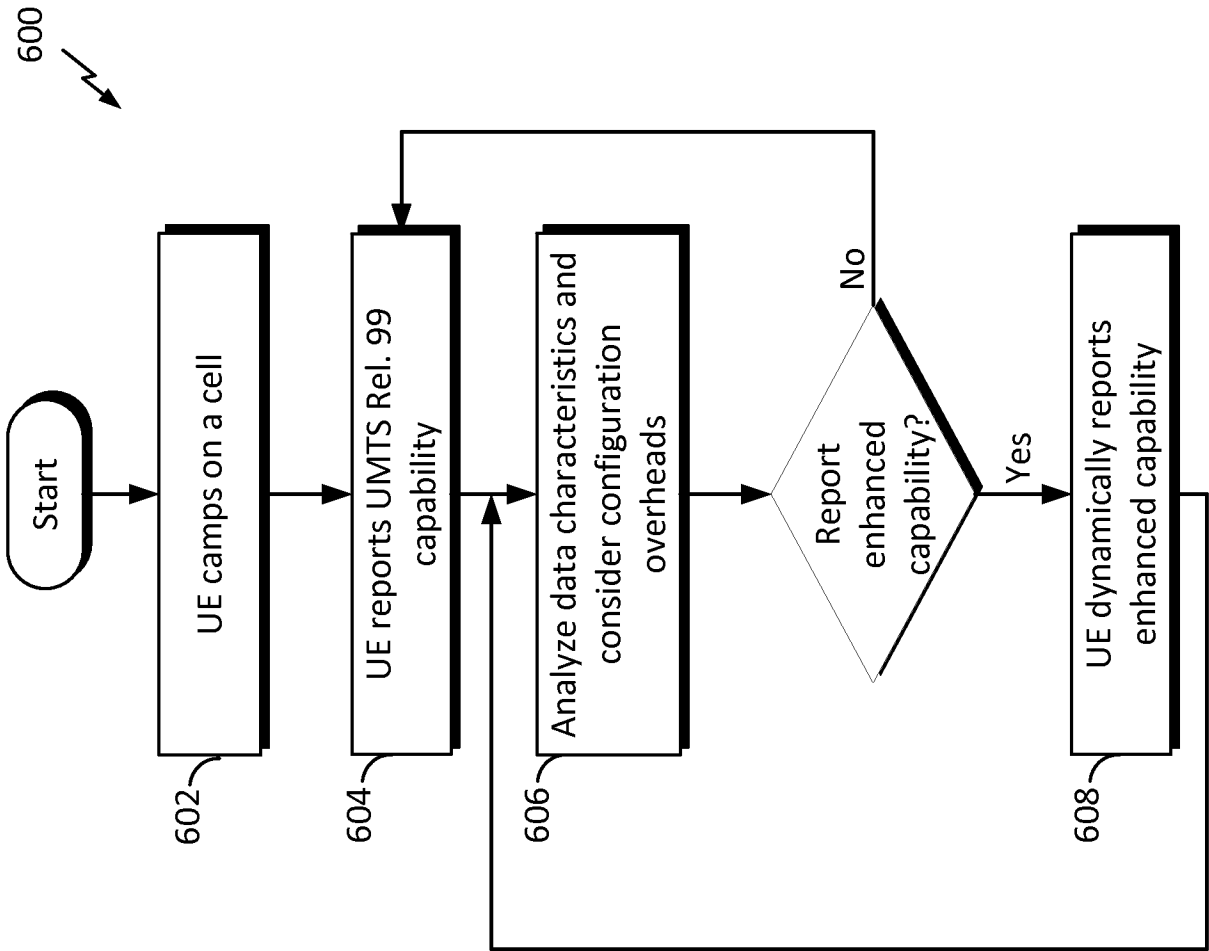 600
Start
602
UE camps on a cell
604
UE reports UMTS Rel. 99
capability
606
Analyze data characteristics and
consider configuration
overheads
Report
enhanced
capability?
No
Yes
608
UE dynamically reports
enhanced capability